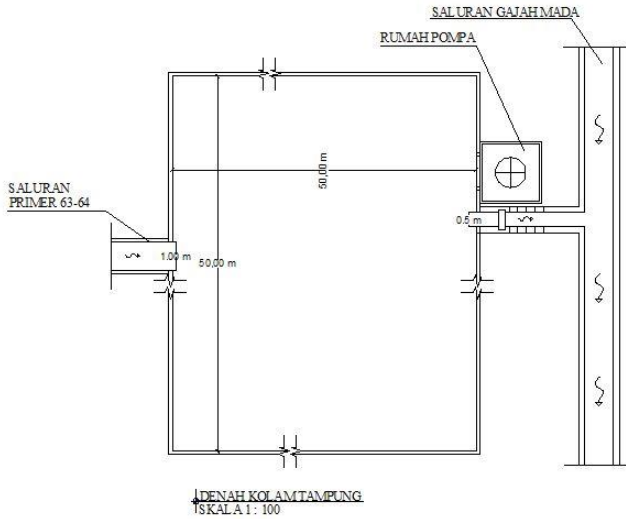 SALURAN GAJAH MADA
RUMAH POMPA
50,00 m
SALURAN
PRIMER 63-64
0.5 m
1.00 m
50,00 m
DENAH KOLAM TAMPUNG
SKALA 1 : 100